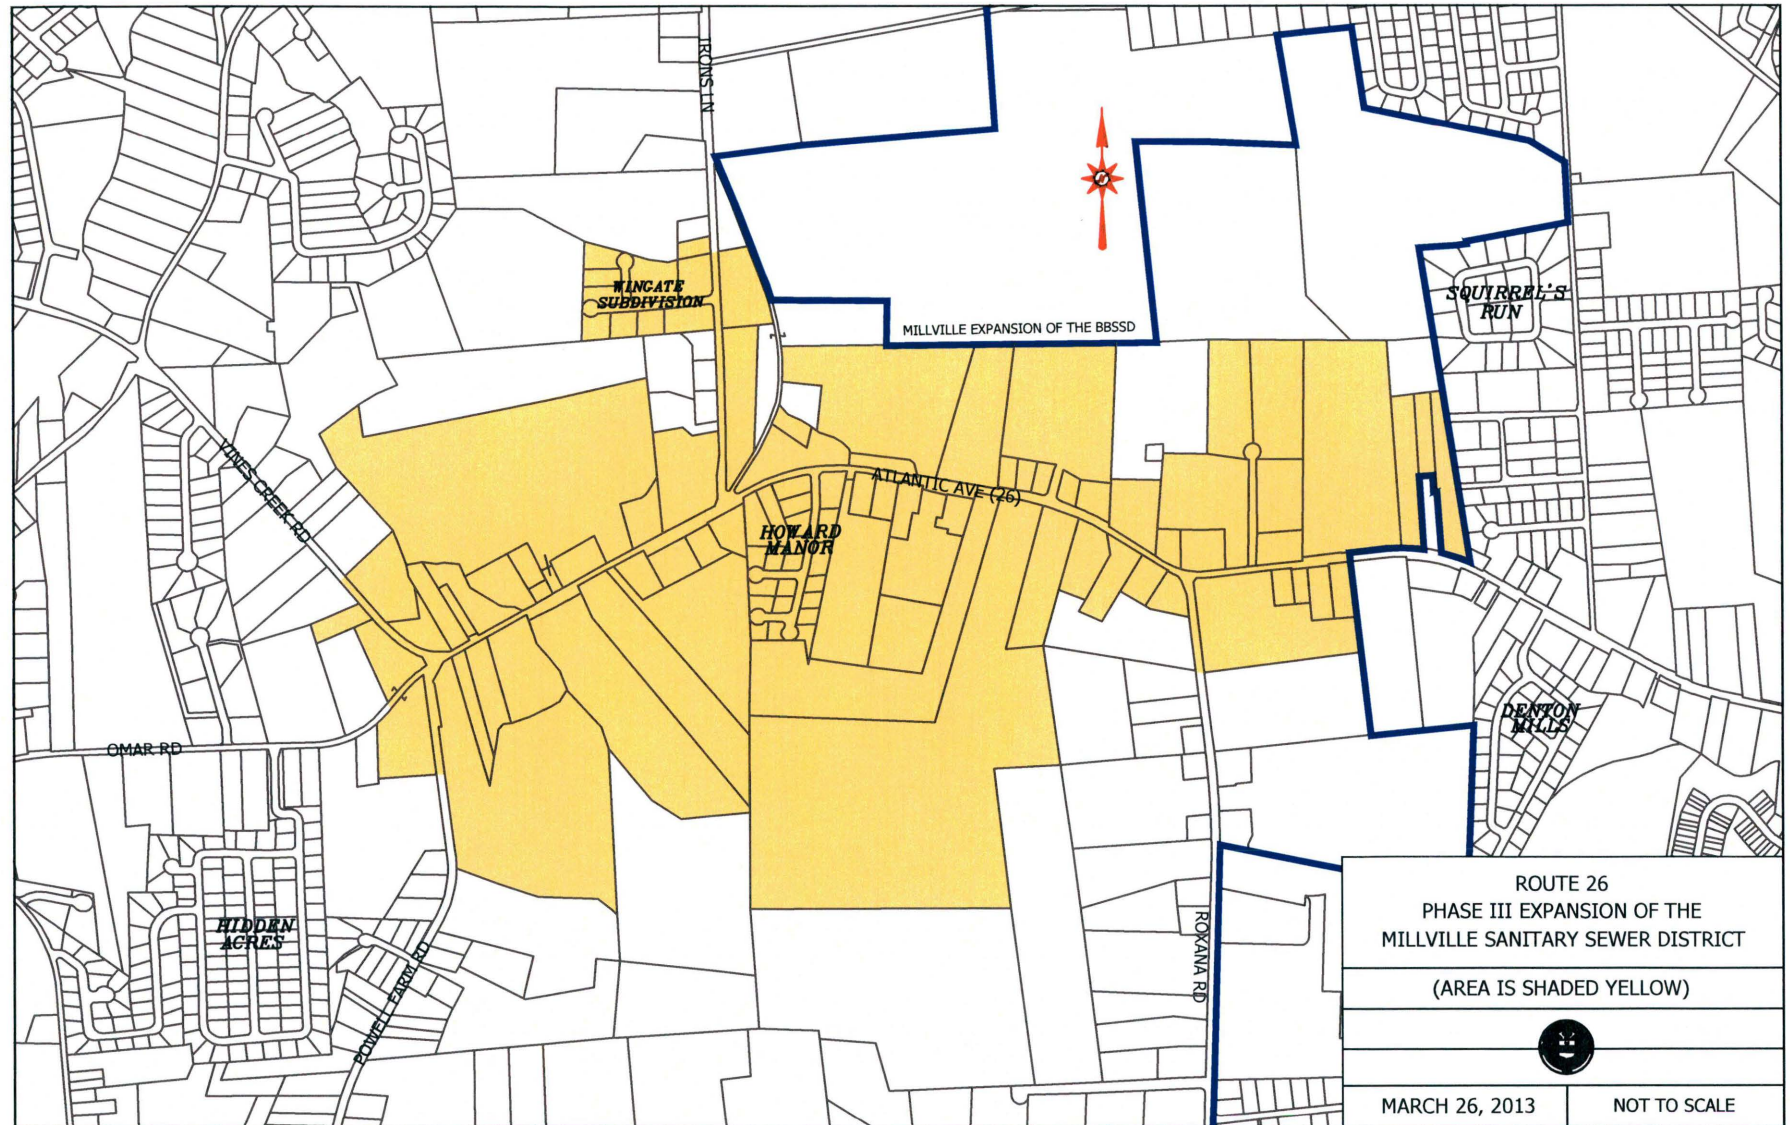 IRONS LN
WINGATE
SUBDIVISION
MILLVILLE EXPANSION OF THE BBSSD
SQUIRREL'S
RUN
VINES CREEK RD
ATLANTIC AVE (26)
HOWARD
MANOR
OMAR RD
DENTON
MILLS
HIDDEN
ACRES
POWELL FARM RD
ROXANA RD
ROUTE 26
PHASE III EXPANSION OF THE
MILLVILLE SANITARY SEWER DISTRICT
(AREA IS SHADED YELLOW)
MARCH 26, 2013
NOT TO SCALE